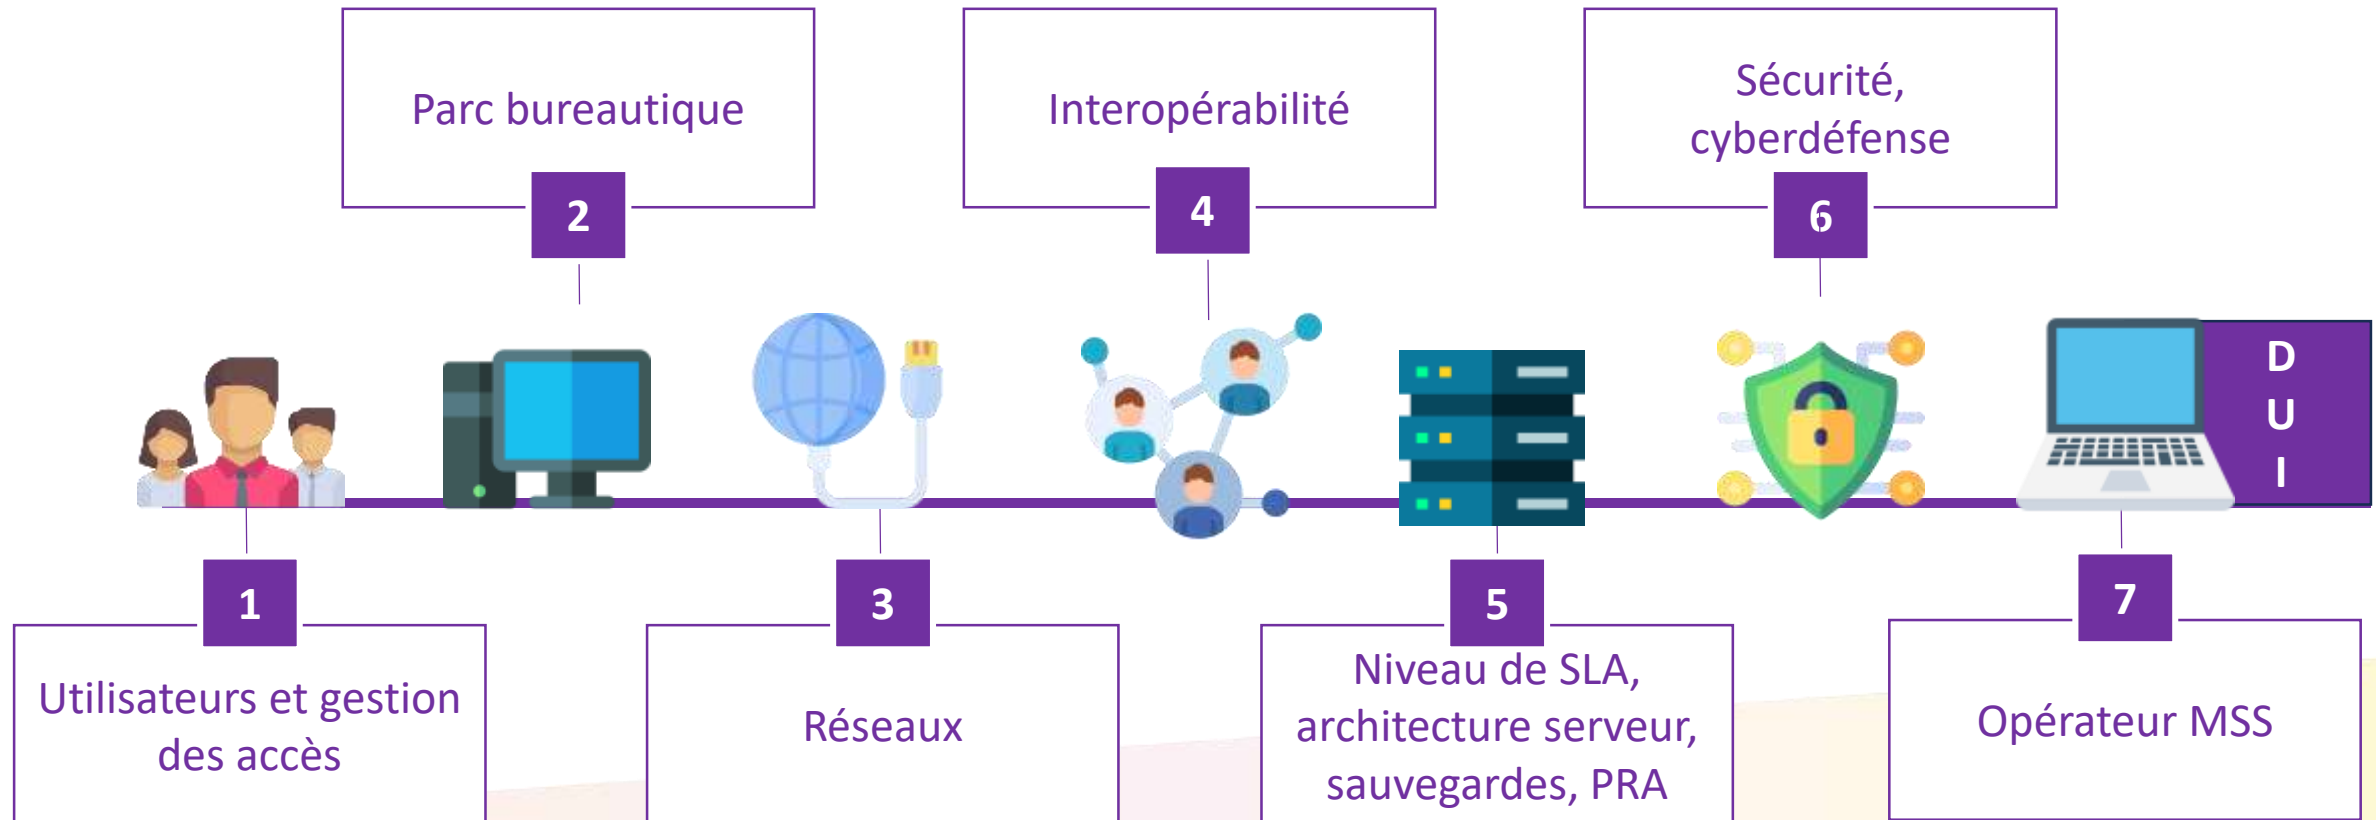 Parc bureautique
2
Interopérabilité
4
Sécurité,
cyberdéfense
6
D
U
I
1
Utilisateurs et gestion
des accès
3
Réseaux
5
Niveau de SLA,
architecture serveur,
sauvegardes, PRA
7
Opérateur MSS